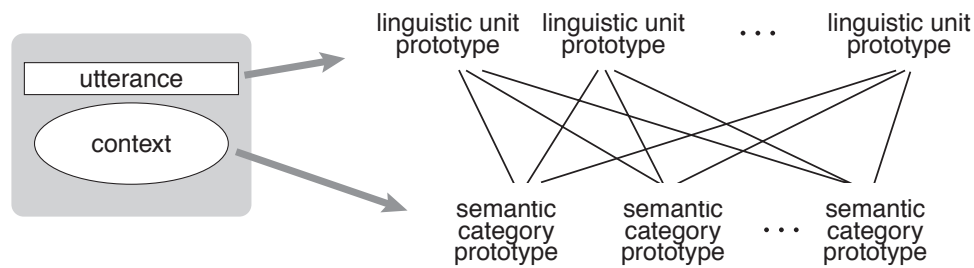 utterance
context
linguistic unit linguistic unit linguistic unit
prototype prototype . . . prototype
semantic semantic semantic
category category . . . category
prototype prototype prototype